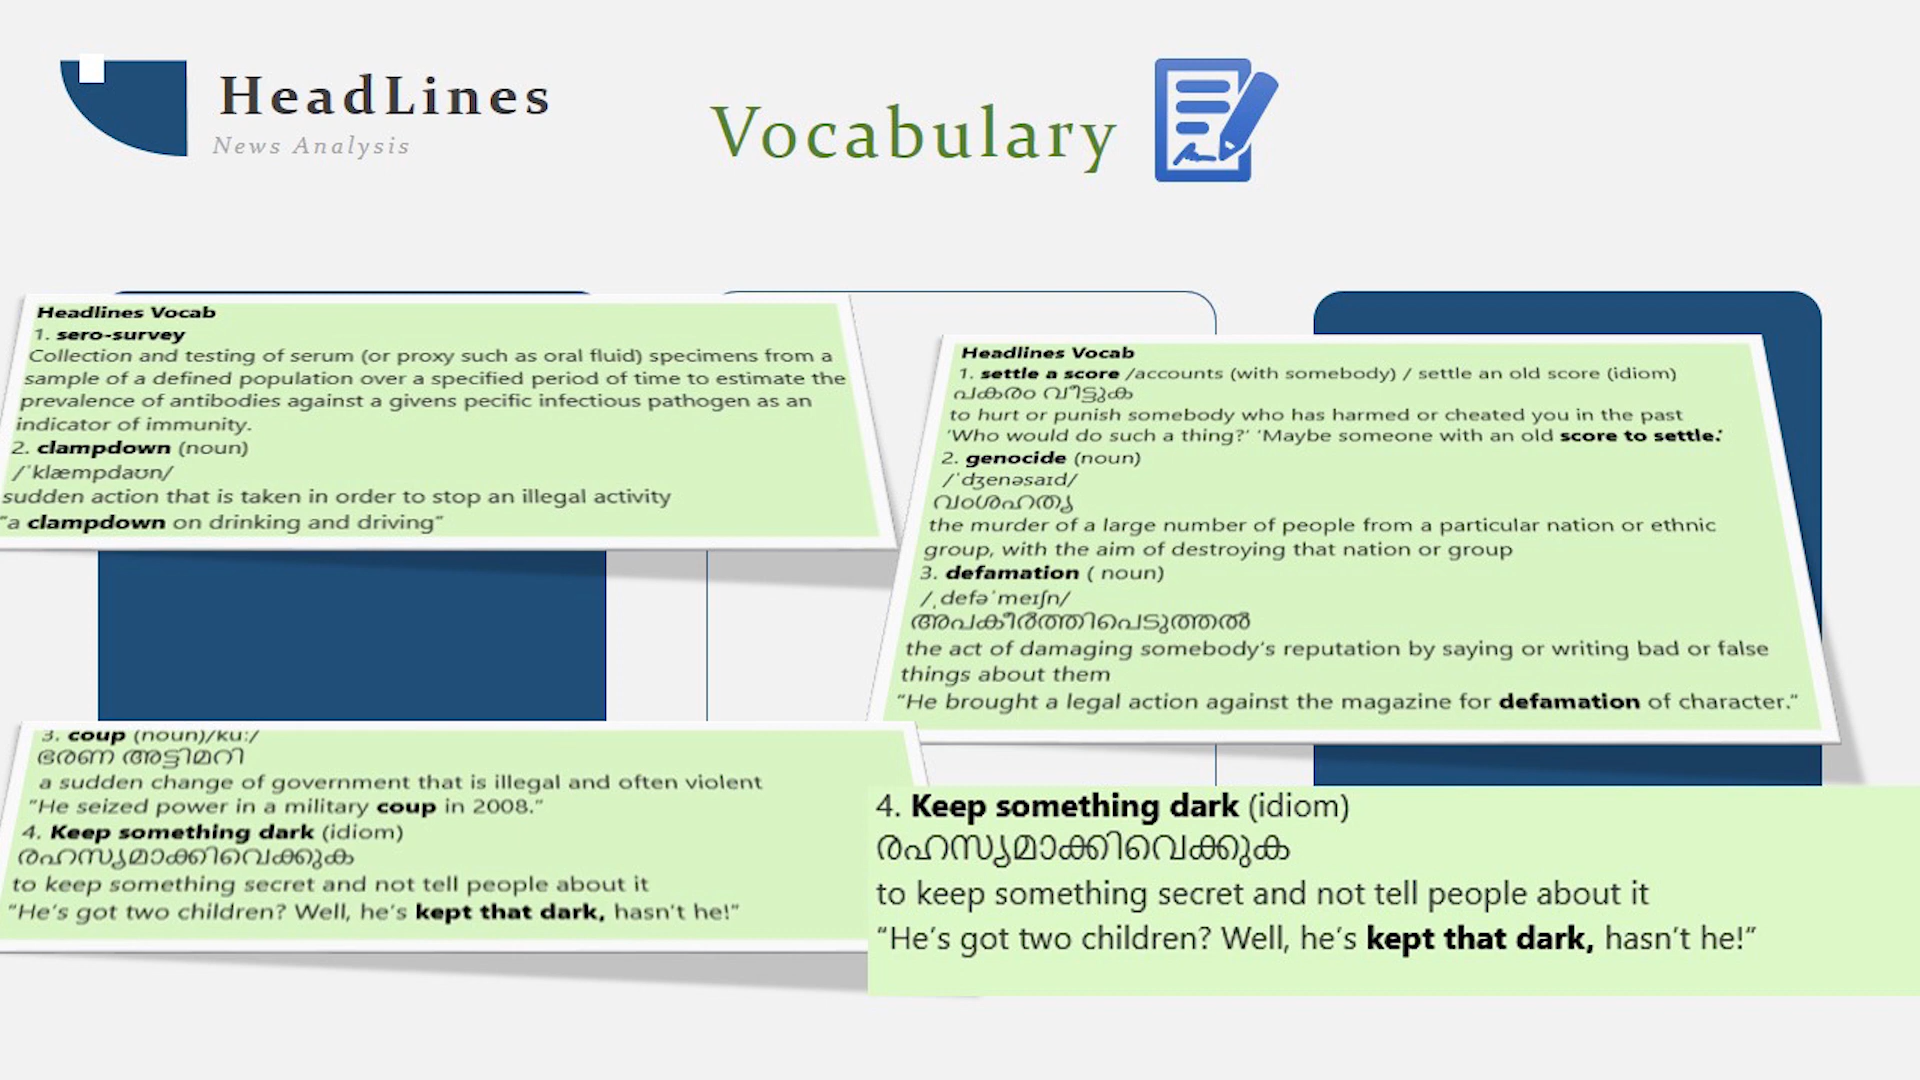 HeadLines
News Analysis
Vocabulary
Headlines Vocab
1. sero-survey
Collection and testing of serum (or proxy such as oral fluid) specimens from a
sample of a defined population over a specified period of time to estimate the
prevalence of antibodies against a givens pecific infectious pathogen as an
indicator of immunity.
2. clampdown (noun)
/ˈklæmpdaʊn/
sudden action that is taken in order to stop an illegal activity
"a clampdown on drinking and driving"
Headlines Vocab
1. settle a score /accounts (with somebody) / settle an old score (idiom)
പകരം വീട്ടുക
to hurt or punish somebody who has harmed or cheated you in the past
'Who would do such a thing?' 'Maybe someone with an old score to settle.'
2. genocide (noun)
/ˈdʒenəsaɪd/
വംശഹത്യ
the murder of a large number of people from a particular nation or ethnic
group, with the aim of destroying that nation or group
3. defamation ( noun)
/ˌdefəˈmeɪʃn/
അപകീർത്തിപെടുത്തൽ
the act of damaging somebody's reputation by saying or writing bad or false
things about them
"He brought a legal action against the magazine for defamation of character."
3. coup (noun)/kuː/
ഭരണ അട്ടിമറി
a sudden change of government that is illegal and often violent
"He seized power in a military coup in 2008."
4. Keep something dark (idiom)
രഹസ്യമാക്കിവെക്കുക
to keep something secret and not tell people about it
"He's got two children? Well, he's kept that dark, hasn't he!"
4. Keep something dark (idiom)
രഹസ്യമാക്കിവെക്കുക
to keep something secret and not tell people about it
"He's got two children? Well, he's kept that dark, hasn't he!"